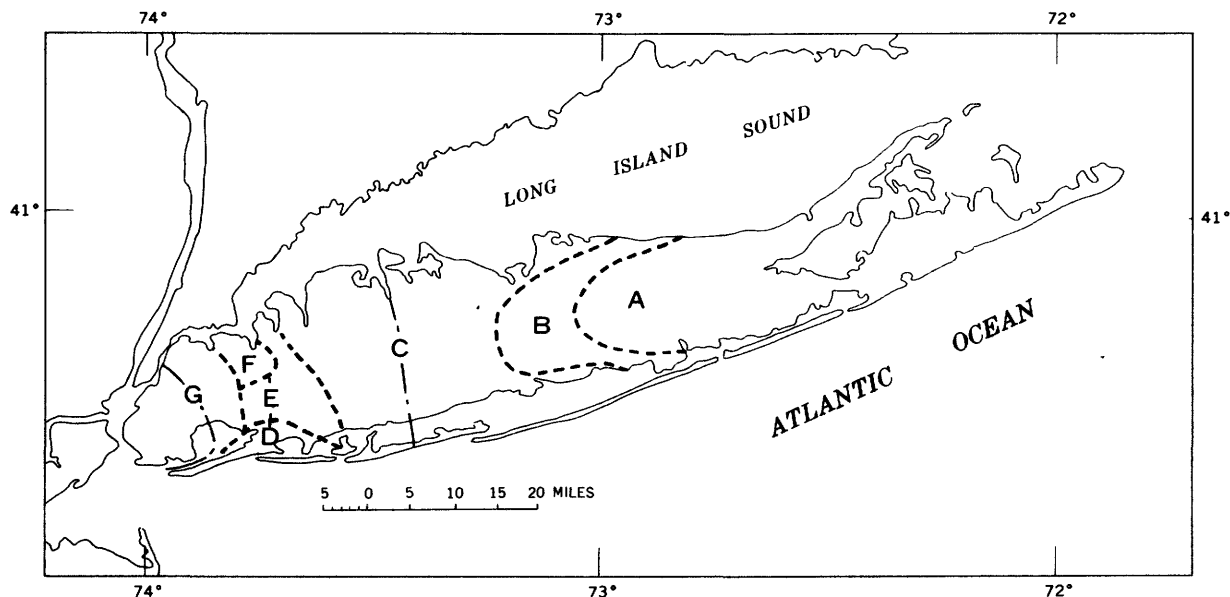 74° 73° 72°
LONG ISLAND SOUND
41° 41°
A
B
C
F
G E
D
ATLANTIC OCEAN
5 0 5 10 15 20 MILES
74° 73° 72°